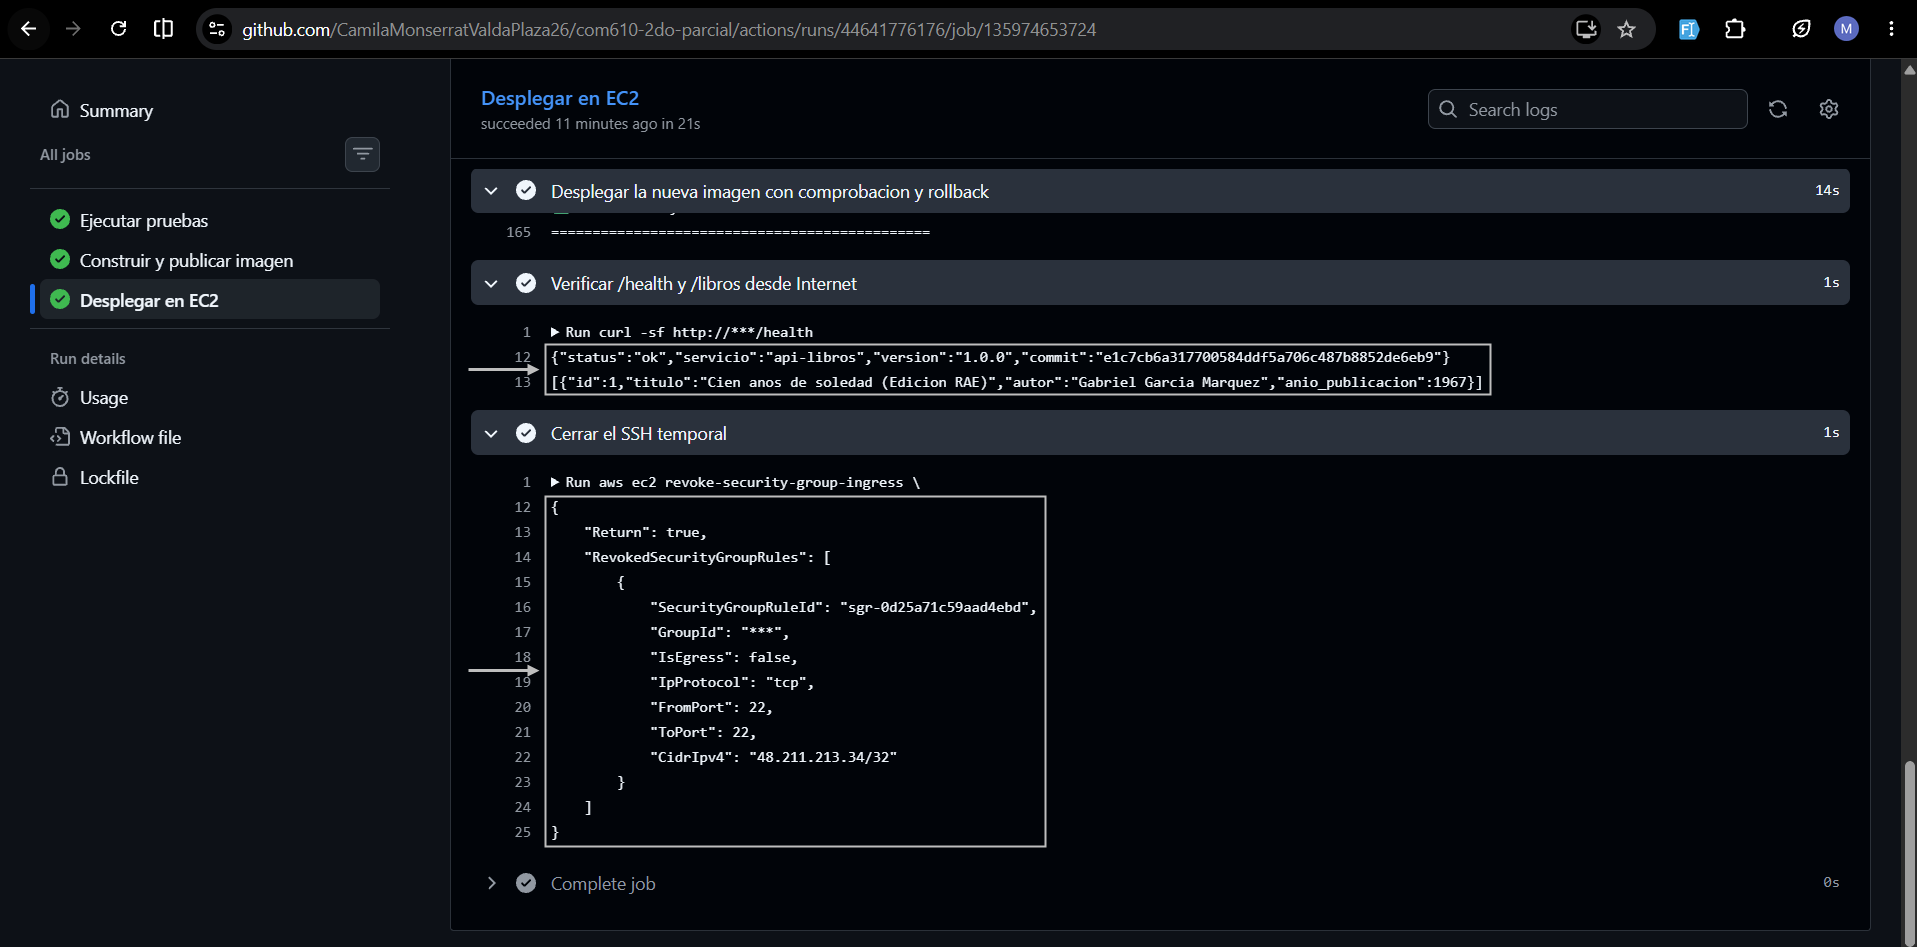 github.com/CamilaMonserratValdaPlaza26/com610-2do-parcial/actions/runs/44641776176/job/135974653724
M
Summary
All jobs
Ejecutar pruebas
Construir y publicar imagen
Desplegar en EC2
Run details
Usage
Workflow file
Lockfile
Desplegar en EC2
succeeded 11 minutes ago in 21s
Search logs
Desplegar la nueva imagen con comprobacion y rollback 14s
165 ==============================================
Verificar /health y /libros desde Internet 1s
1 Run curl -sf http://***/health
12 {"status":"ok","servicio":"api-libros","version":"1.0.0","commit":"e1c7cb6a317700584ddf5a706c487b8852de6eb9"}
13 [{"id":1,"titulo":"Cien anos de soledad (Edicion RAE)","autor":"Gabriel Garcia Marquez","anio_publicacion":1967}]
Cerrar el SSH temporal 1s
1 Run aws ec2 revoke-security-group-ingress \
12 {
13 "Return": true,
14 "RevokedSecurityGroupRules": [
15 {
16 "SecurityGroupRuleId": "sgr-0d25a71c59aad4ebd",
17 "GroupId": "***",
18 "IsEgress": false,
19 "IpProtocol": "tcp",
20 "FromPort": 22,
21 "ToPort": 22,
22 "CidrIpv4": "48.211.213.34/32"
23 }
24 ]
25 }
Complete job 0s